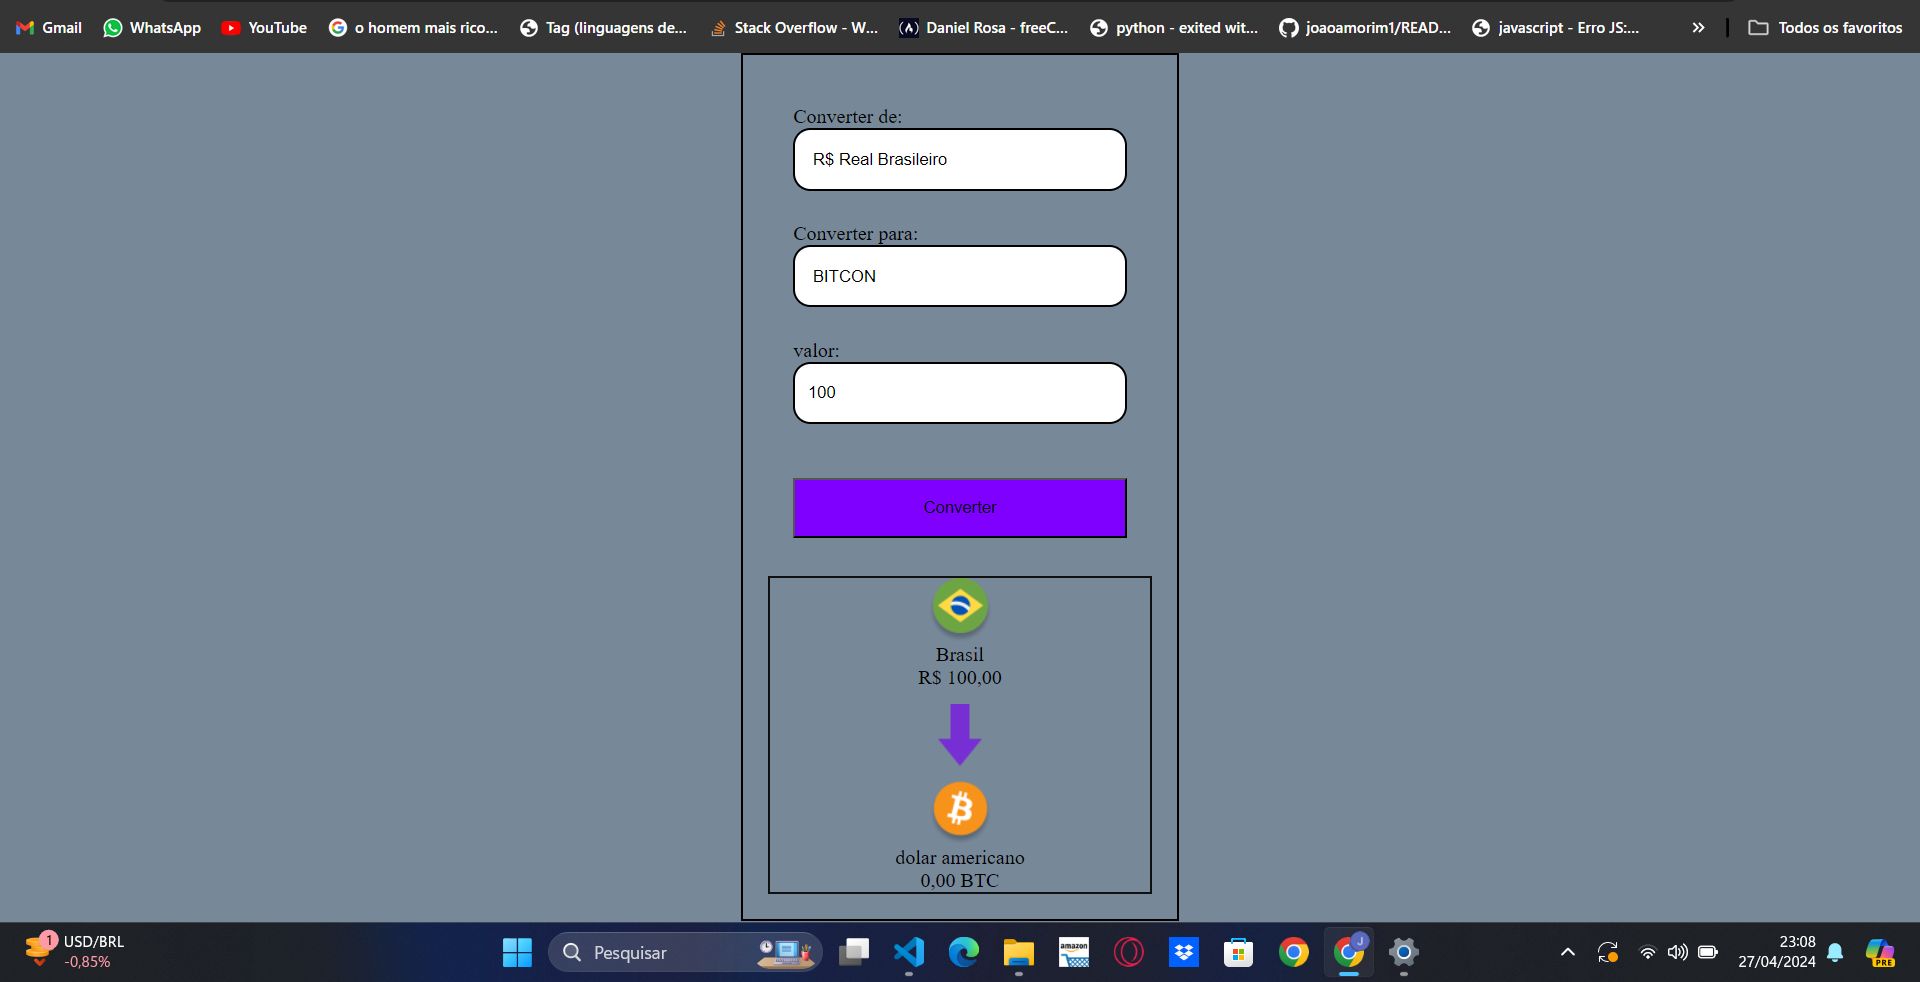 Gmail WhatsApp YouTube o homem mais rico... Tag (linguagens de... Stack Overflow - W... Daniel Rosa - freeC... python - exited wit... joaoamorim1/READ... javascript - Erro JS:... » Todos os favoritos
Converter de:
R$ Real Brasileiro
Converter para:
BITCON
valor:
100
Converter
Brasil
R$ 100,00
dolar americano
0,00 BTC
1
USD/BRL
-0,85%
Pesquisar
amazon
J
23:08
27/04/2024
PRE